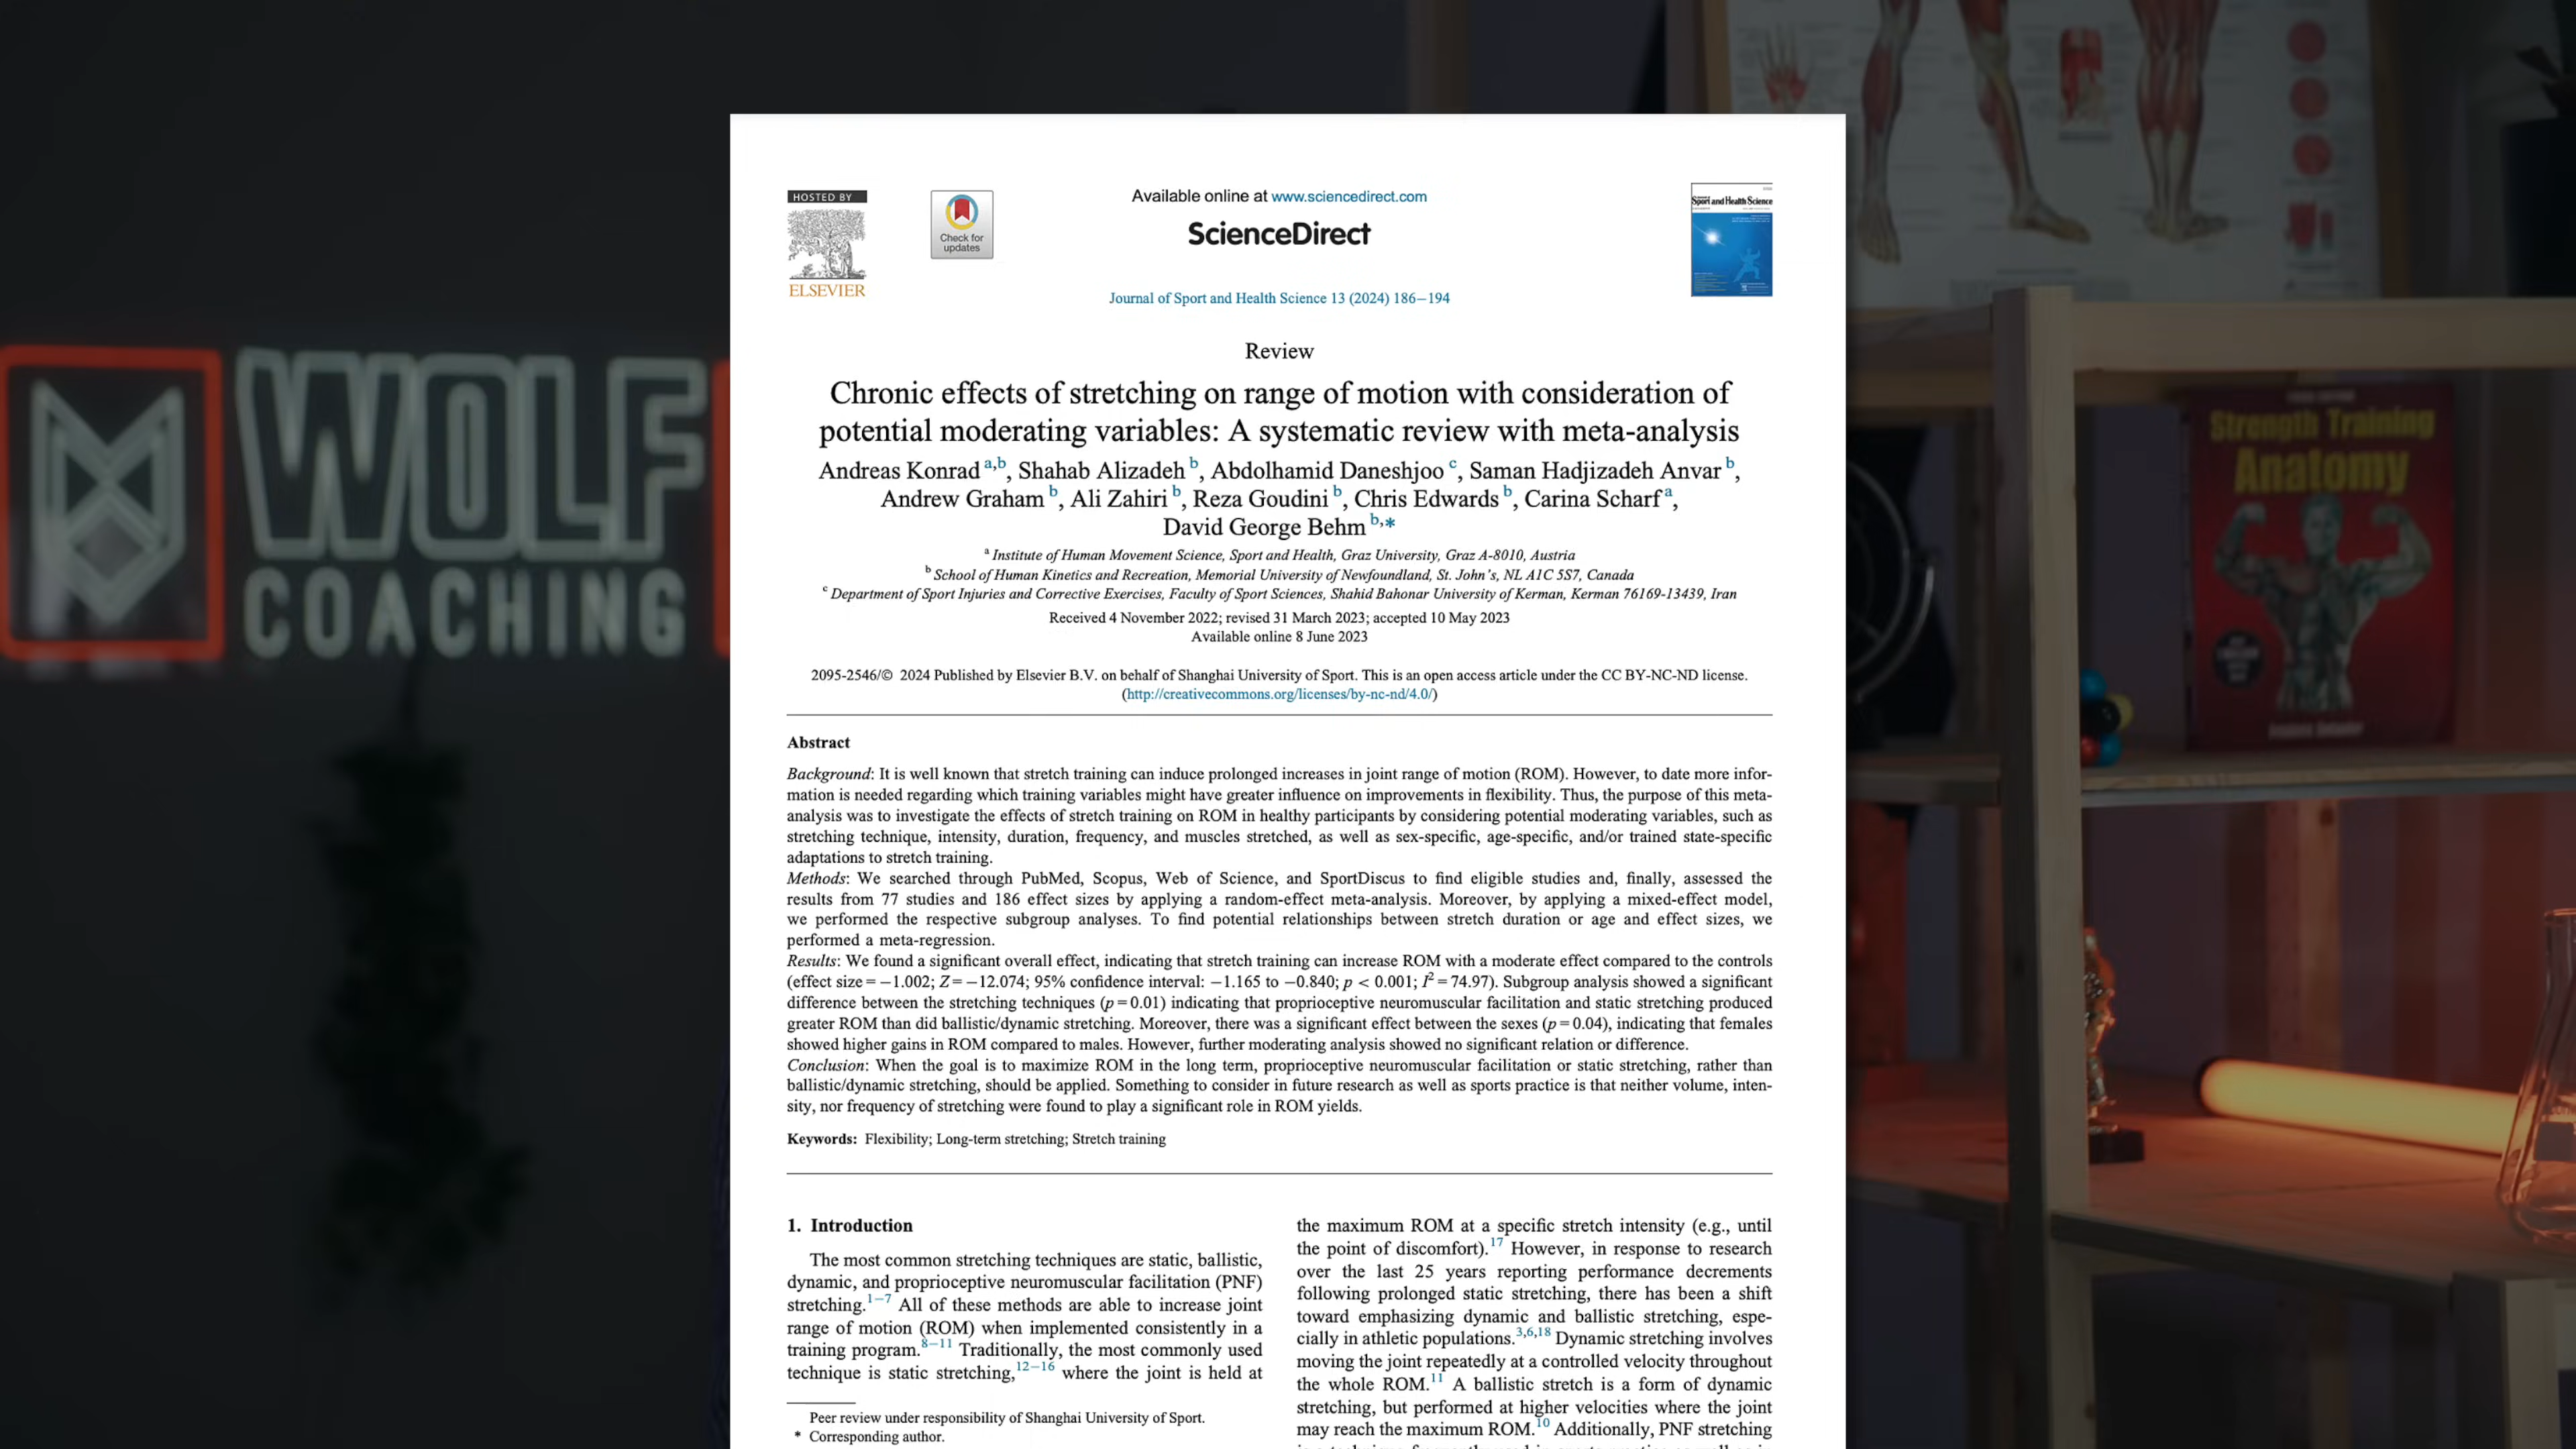 WOLF
COACHING
Strength Training
Anatomy
HOSTED BY
ELSEVIER
Check for
updates
Available online at www.sciencedirect.com
ScienceDirect
Journal of Sport and Health Science 13 (2024) 186–194
Sport and Health Science
Review
Chronic effects of stretching on range of motion with consideration of
potential moderating variables: A systematic review with meta-analysis
Andreas Konrad a,b, Shahab Alizadeh b, Abdolhamid Daneshjoo c, Saman Hadjizadeh Anvar b,
Andrew Graham b, Ali Zahiri b, Reza Goudini b, Chris Edwards b, Carina Scharf a,
David George Behm b,*
a Institute of Human Movement Science, Sport and Health, Graz University, Graz A-8010, Austria
b School of Human Kinetics and Recreation, Memorial University of Newfoundland, St. John's, NL A1C 5S7, Canada
c Department of Sport Injuries and Corrective Exercises, Faculty of Sport Sciences, Shahid Bahonar University of Kerman, Kerman 76169-13439, Iran
Received 4 November 2022; revised 31 March 2023; accepted 10 May 2023
Available online 8 June 2023
2095-2546/© 2024 Published by Elsevier B.V. on behalf of Shanghai University of Sport. This is an open access article under the CC BY-NC-ND license.
(http://creativecommons.org/licenses/by-nc-nd/4.0/)
Abstract
Background: It is well known that stretch training can induce prolonged increases in joint range of motion (ROM). However, to date more infor-
mation is needed regarding which training variables might have greater influence on improvements in flexibility. Thus, the purpose of this meta-
analysis was to investigate the effects of stretch training on ROM in healthy participants by considering potential moderating variables, such as
stretching technique, intensity, duration, frequency, and muscles stretched, as well as sex-specific, age-specific, and/or trained state-specific
adaptations to stretch training.
Methods: We searched through PubMed, Scopus, Web of Science, and SportDiscus to find eligible studies and, finally, assessed the
results from 77 studies and 186 effect sizes by applying a random-effect meta-analysis. Moreover, by applying a mixed-effect model,
we performed the respective subgroup analyses. To find potential relationships between stretch duration or age and effect sizes, we
performed a meta-regression.
Results: We found a significant overall effect, indicating that stretch training can increase ROM with a moderate effect compared to the controls
(effect size = −1.002; Z = −12.074; 95% confidence interval: −1.165 to −0.840; p < 0.001; I² = 74.97). Subgroup analysis showed a significant
difference between the stretching techniques (p = 0.01) indicating that proprioceptive neuromuscular facilitation and static stretching produced
greater ROM than did ballistic/dynamic stretching. Moreover, there was a significant effect between the sexes (p = 0.04), indicating that females
showed higher gains in ROM compared to males. However, further moderating analysis showed no significant relation or difference.
Conclusion: When the goal is to maximize ROM in the long term, proprioceptive neuromuscular facilitation or static stretching, rather than
ballistic/dynamic stretching, should be applied. Something to consider in future research as well as sports practice is that neither volume, inten-
sity, nor frequency of stretching were found to play a significant role in ROM yields.
Keywords: Flexibility; Long-term stretching; Stretch training
1. Introduction
The most common stretching techniques are static, ballistic,
dynamic, and proprioceptive neuromuscular facilitation (PNF)
stretching.1–7 All of these methods are able to increase joint
range of motion (ROM) when implemented consistently in a
training program.8–11 Traditionally, the most commonly used
technique is static stretching,12–16 where the joint is held at
Peer review under responsibility of Shanghai University of Sport.
* Corresponding author.
the maximum ROM at a specific stretch intensity (e.g., until
the point of discomfort).17 However, in response to research
over the last 25 years reporting performance decrements
following prolonged static stretching, there has been a shift
toward emphasizing dynamic and ballistic stretching, espe-
cially in athletic populations.3,6,18 Dynamic stretching involves
moving the joint repeatedly at a controlled velocity throughout
the whole ROM.11 A ballistic stretch is a form of dynamic
stretching, but performed at higher velocities where the joint
may reach the maximum ROM.10 Additionally, PNF stretching